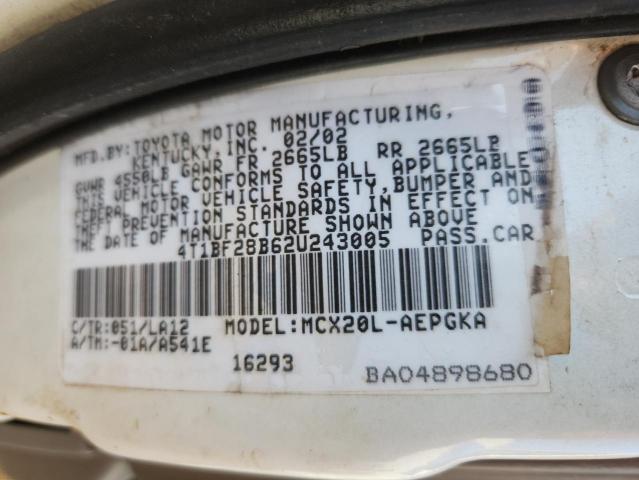 MFD.BY:TOYOTA MOTOR MANUFACTURING,
KENTUCKY,INC. 02/02
GVWR 4550LB GAWR FR 2665LB RR 2665LB
THIS VEHICLE CONFORMS TO ALL APPLICABLE
FEDERAL MOTOR VEHICLE SAFETY,BUMPER AND
THEFT PREVENTION STANDARDS IN EFFECT ON
THE DATE OF MANUFACTURE SHOWN ABOVE
4T1BF28B62U243005 PASS.CAR
C/TR:051/LA12 MODEL:MCX20L-AEPGKA
A/TM:-01A/A541E
16293
BA04898680